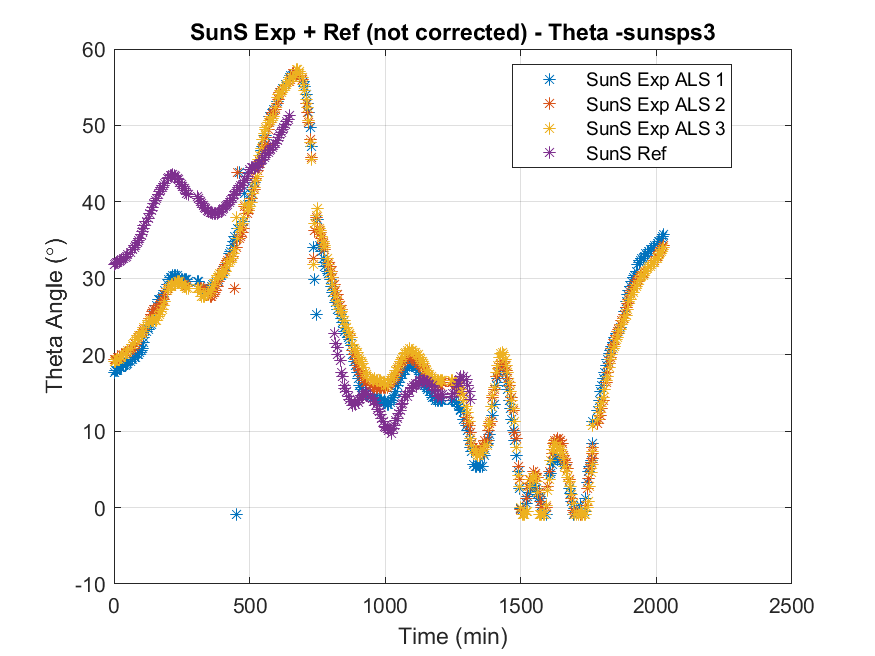 SunS Exp + Ref (not corrected) - Theta -sunsps3
60
50
40
30
20
10
0
-10
Theta Angle (°)
SunS Exp ALS 1
SunS Exp ALS 2
SunS Exp ALS 3
SunS Ref
0 500 1000 1500 2000 2500
Time (min)